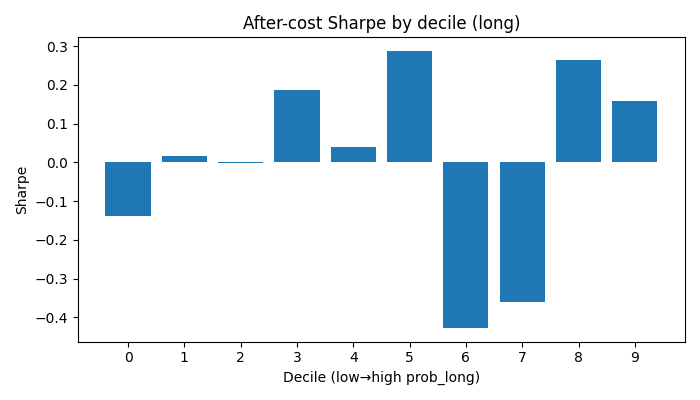 After-cost Sharpe by decile (long)
0.3
0.2
0.1
0.0
−0.1
−0.2
−0.3
−0.4
Sharpe
0 1 2 3 4 5 6 7 8 9
Decile (low→high prob_long)